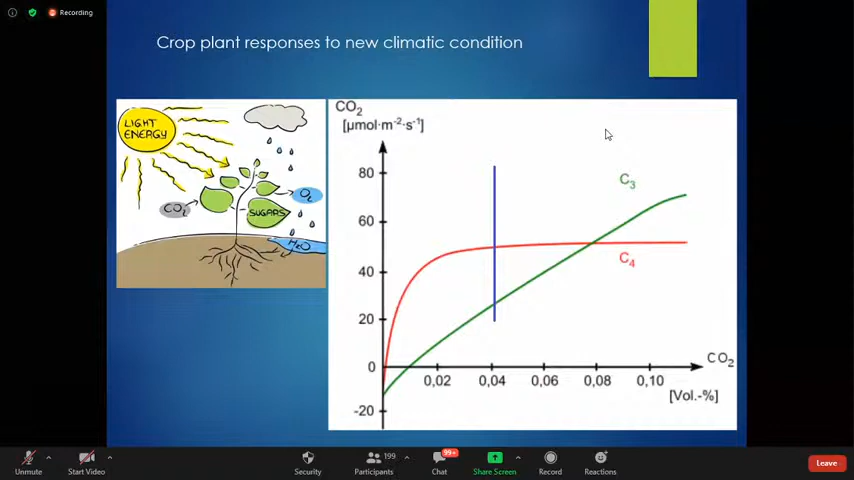 Recording
Crop plant responses to new climatic condition
LIGHT
ENERGY
CO₂
O₂
SUGARS
H₂O
CO₂
[µmol·m⁻²·s⁻¹]
80
60
40
20
0
-20
C₃
C₄
CO₂
0,02 0,04 0,06 0,08 0,10
[Vol.-%]
Unmute
Start Video
Security
Participants
199
Chat
99+
Share Screen
Record
Reactions
Leave